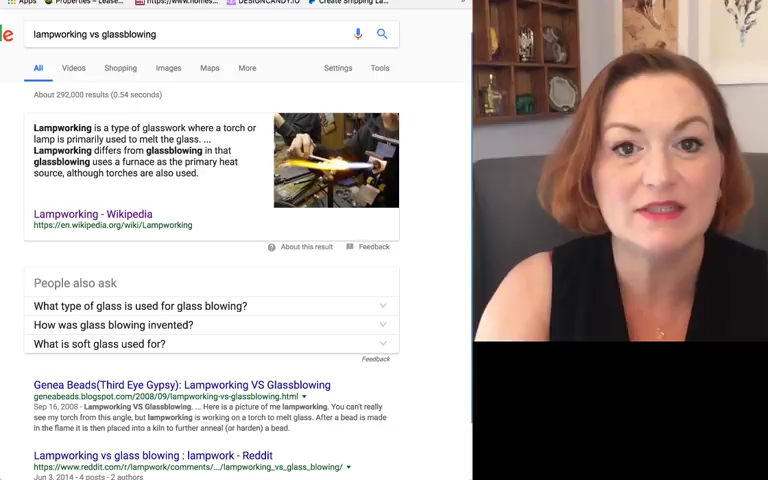 Apps Properties – Lease... https://www.homes... DESIGNCANDY.IO Create Shipping La...
lampworking vs glassblowing
All Videos Shopping Images Maps More Settings Tools
About 292,000 results (0.54 seconds)
Lampworking is a type of glasswork where a torch or
lamp is primarily used to melt the glass. ...
Lampworking differs from glassblowing in that
glassblowing uses a furnace as the primary heat
source, although torches are also used.
Lampworking - Wikipedia
https://en.wikipedia.org/wiki/Lampworking
About this result Feedback
People also ask
What type of glass is used for glass blowing?
How was glass blowing invented?
What is soft glass used for?
Feedback
Genea Beads(Third Eye Gypsy): Lampworking VS Glassblowing
geneabeads.blogspot.com/2008/09/lampworking-vs-glassblowing.html
Sep 16, 2008 - Lampworking VS Glassblowing. ... Here is a picture of me lampworking. You can't really
see my torch from this angle, but lampworking is working on a torch to melt glass. After a bead is made
in the flame it is then placed into a kiln to further anneal (or harden) a bead.
Lampworking vs glass blowing : lampwork - Reddit
https://www.reddit.com/r/lampwork/comments/.../lampworking_vs_glass_blowing/
Jun 3, 2014 - 4 posts - 2 authors